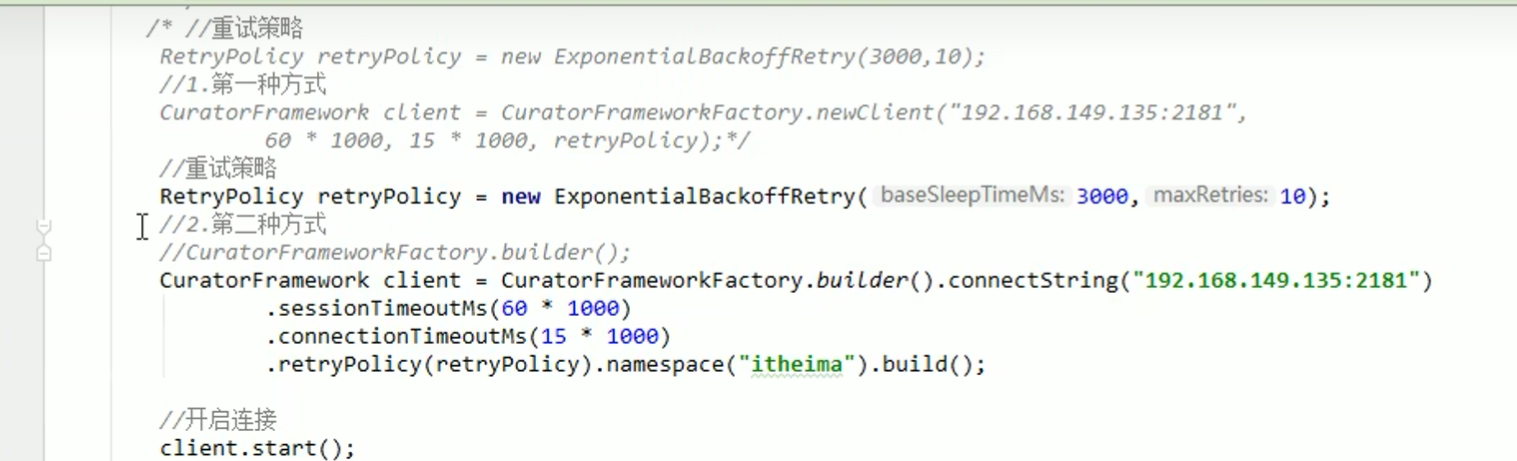 /* //重试策略
RetryPolicy retryPolicy = new ExponentialBackoffRetry(3000,10);
//1.第一种方式
CuratorFramework client = CuratorFrameworkFactory.newClient("192.168.149.135:2181",
60 * 1000, 15 * 1000, retryPolicy);*/
//重试策略
RetryPolicy retryPolicy = new ExponentialBackoffRetry( baseSleepTimeMs: 3000, maxRetries: 10);
//2.第二种方式
//CuratorFrameworkFactory.builder();
CuratorFramework client = CuratorFrameworkFactory.builder().connectString("192.168.149.135:2181")
.sessionTimeoutMs(60 * 1000)
.connectionTimeoutMs(15 * 1000)
.retryPolicy(retryPolicy).namespace("itheima").build();
//开启连接
client.start();